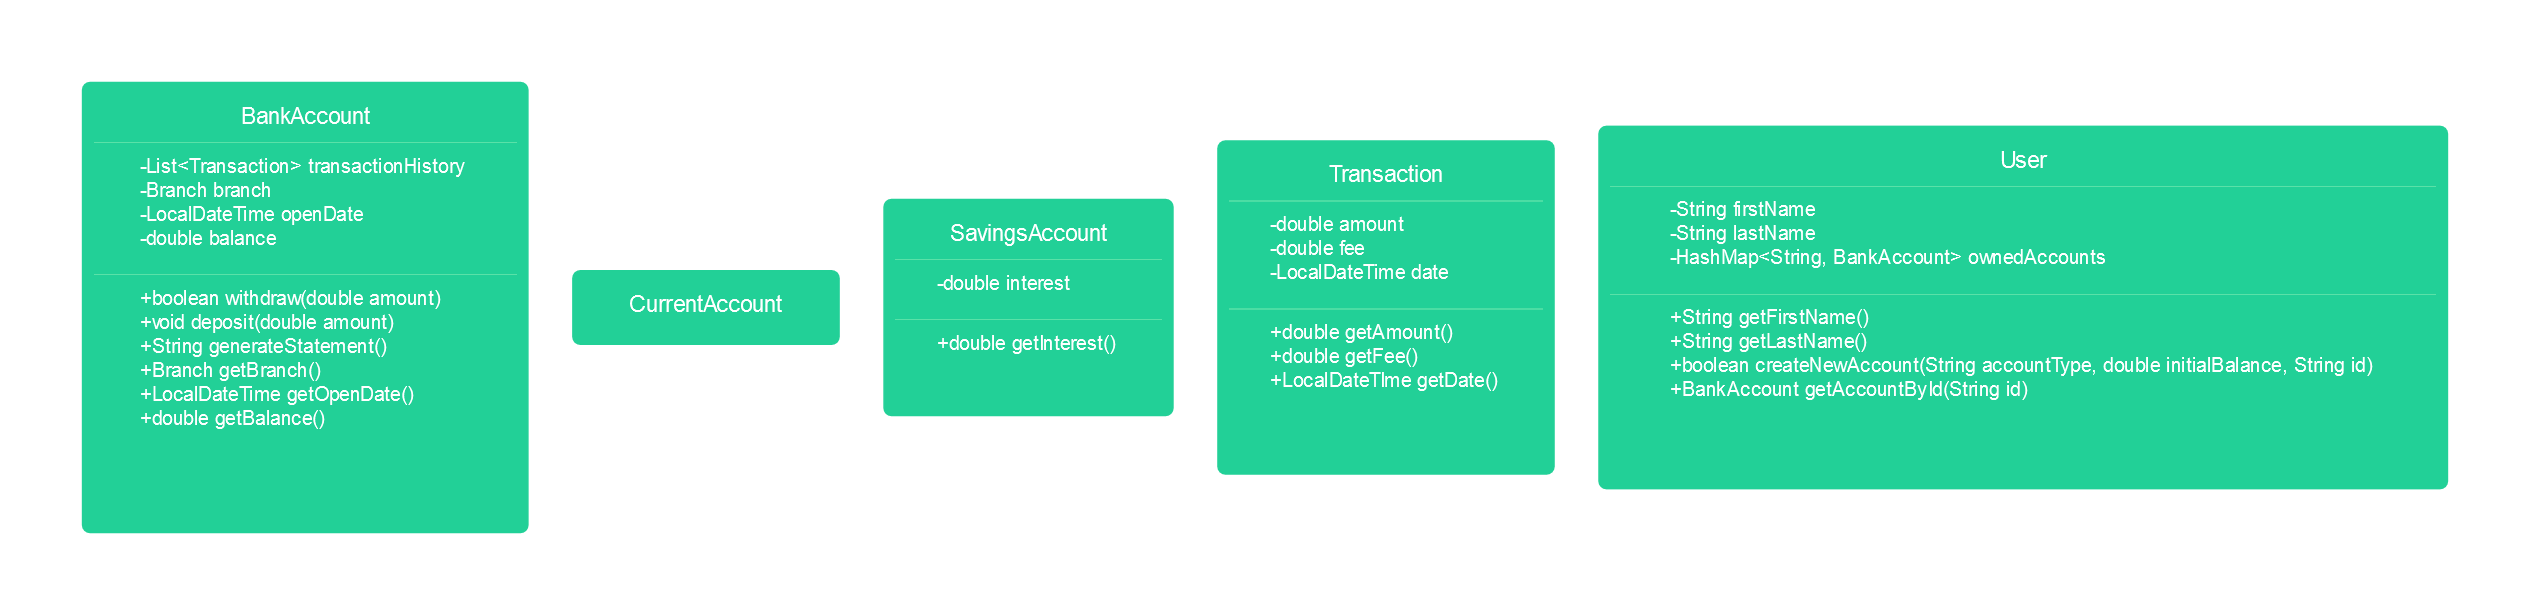 BankAccount
-List<Transaction> transactionHistory
-Branch branch
-LocalDateTime openDate
-double balance
+boolean withdraw(double amount)
+void deposit(double amount)
+String generateStatement()
+Branch getBranch()
+LocalDateTime getOpenDate()
+double getBalance()
CurrentAccount
SavingsAccount
-double interest
+double getInterest()
Transaction
-double amount
-double fee
-LocalDateTime date
+double getAmount()
+double getFee()
+LocalDateTIme getDate()
User
-String firstName
-String lastName
-HashMap<String, BankAccount> ownedAccounts
+String getFirstName()
+String getLastName()
+boolean createNewAccount(String accountType, double initialBalance, String id)
+BankAccount getAccountById(String id)